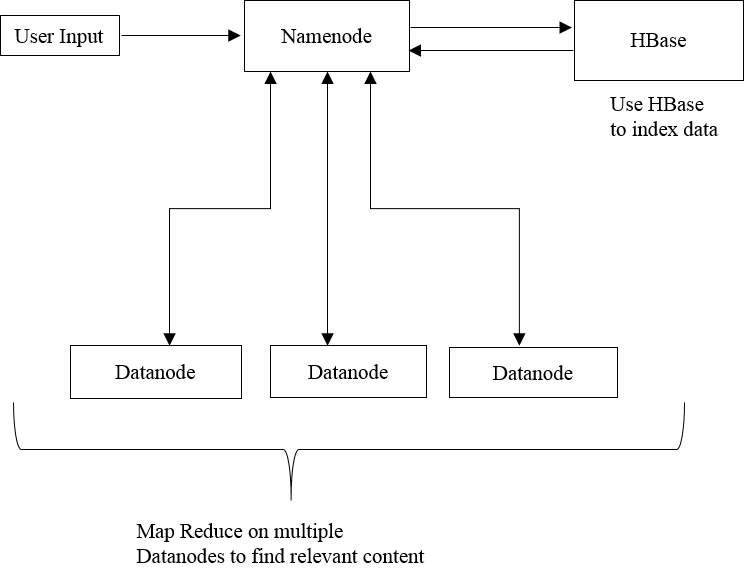 User Input
Namenode
HBase
Use HBase
to index data
Datanode
Datanode
Datanode
Map Reduce on multiple
Datanodes to find relevant content